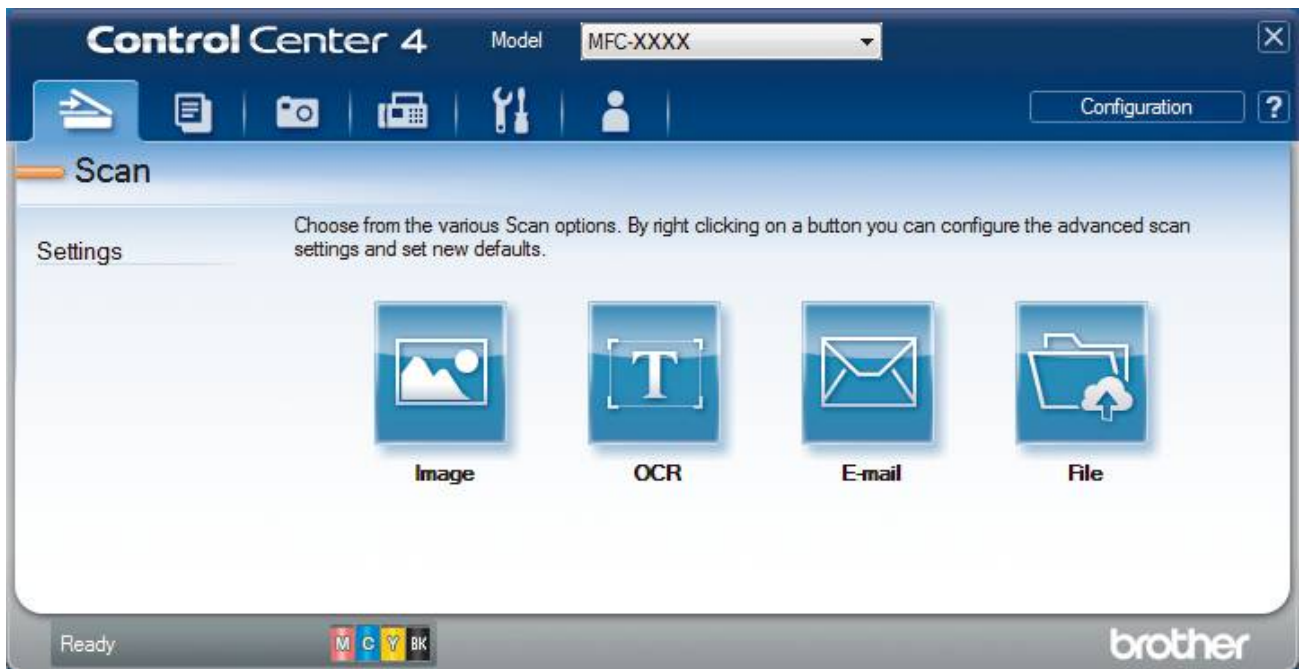 Control Center 4
Model MFC-XXXX
Configuration ?
Scan
Settings
Choose from the various Scan options. By right clicking on a button you can configure the advanced scan
settings and set new defaults.
T
Image OCR E-mail File
Ready M C Y BK brother